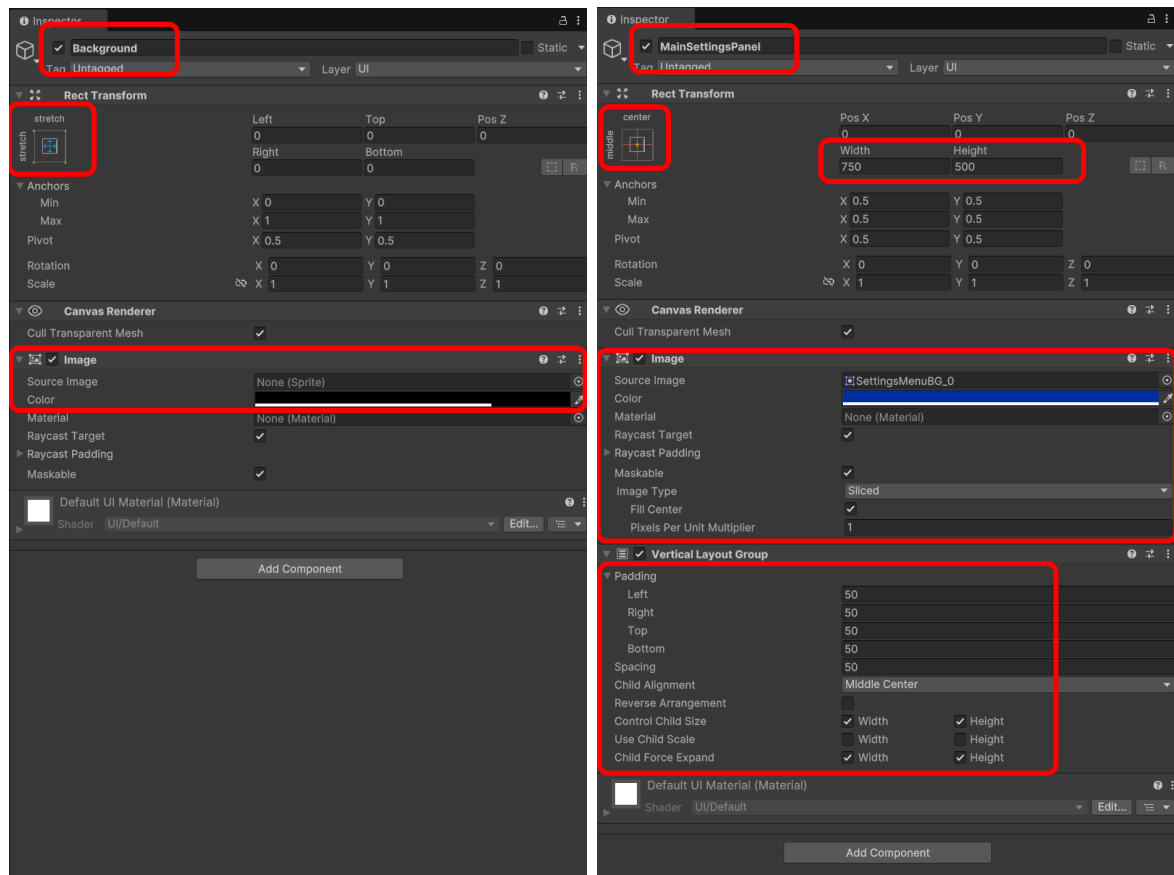 Inspector
Background
Static
Tag Untagged
Layer UI
Rect Transform
stretch
stretch
Left Top Pos Z
0 0 0
Right Bottom
0 0
R
Anchors
Min X 0 Y 0
Max X 1 Y 1
Pivot X 0.5 Y 0.5
Rotation X 0 Y 0 Z 0
Scale X 1 Y 1 Z 1
Canvas Renderer
Cull Transparent Mesh
Image
Source Image None (Sprite)
Color
Material None (Material)
Raycast Target
Raycast Padding
Maskable
Default UI Material (Material)
Shader UI/Default Edit...
Add Component
Inspector
MainSettingsPanel
Static
Tag Untagged
Layer UI
Rect Transform
center
middle
Pos X Pos Y Pos Z
0 0 0
Width Height
750 500
R
Anchors
Min X 0.5 Y 0.5
Max X 0.5 Y 0.5
Pivot X 0.5 Y 0.5
Rotation X 0 Y 0 Z 0
Scale X 1 Y 1 Z 1
Canvas Renderer
Cull Transparent Mesh
Image
Source Image SettingsMenuBG_0
Color
Material None (Material)
Raycast Target
Raycast Padding
Maskable
Image Type Sliced
Fill Center
Pixels Per Unit Multiplier 1
Vertical Layout Group
Padding
Left 50
Right 50
Top 50
Bottom 50
Spacing 50
Child Alignment Middle Center
Reverse Arrangement
Control Child Size Width Height
Use Child Scale Width Height
Child Force Expand Width Height
Default UI Material (Material)
Shader UI/Default Edit...
Add Component